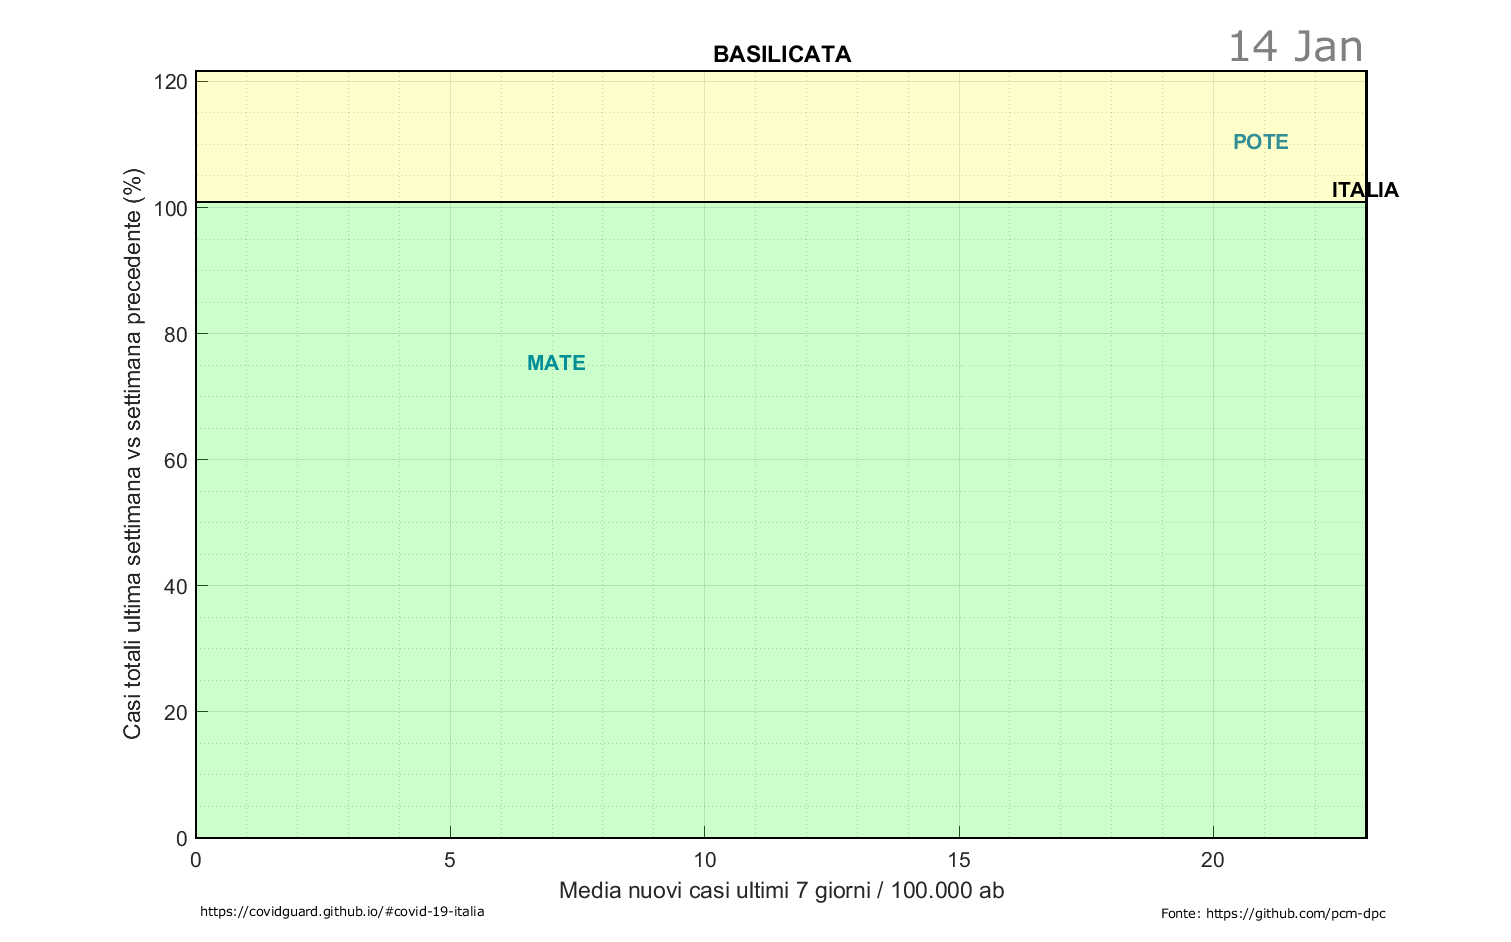 14 Jan
BASILICATA
120
100
80
60
40
20
0
Casi totali ultima settimana vs settimana precedente (%)
POTE
ITALIA
MATE
0 5 10 15 20
Media nuovi casi ultimi 7 giorni / 100.000 ab
https://covidguard.github.io/#covid-19-italia
Fonte: https://github.com/pcm-dpc